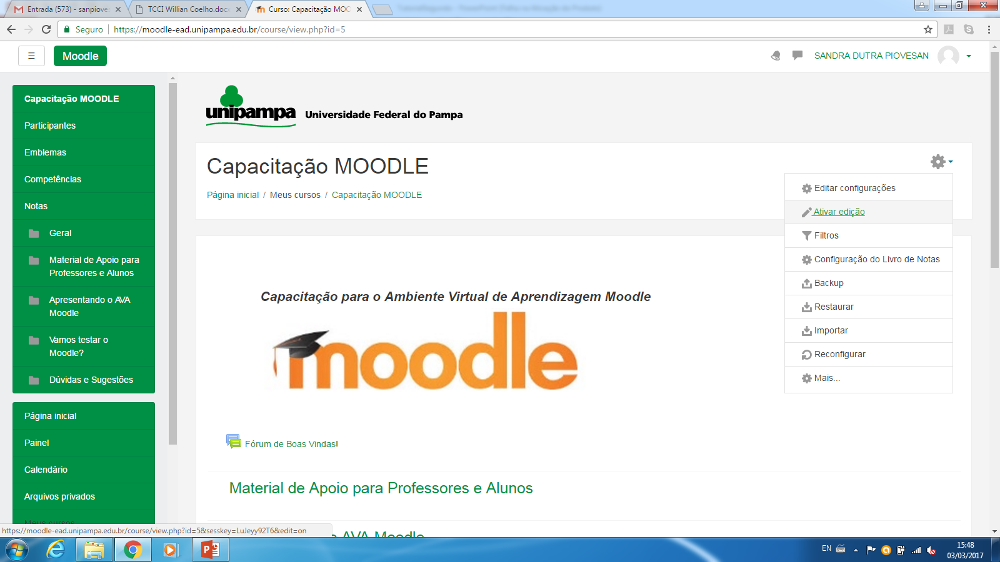 Entrada (573) - sanpioves
TCCI Willian Coelho.docx
Curso: Capacitação MOO
Seguro
https://moodle-ead.unipampa.edu.br/course/view.php?id=5
Moodle
SANDRA DUTRA PIOVESAN
Capacitação MOODLE
Participantes
Emblemas
Competências
Notas
Geral
Material de Apoio para
Professores e Alunos
Apresentando o AVA
Moodle
Vamos testar o
Moodle?
Dúvidas e Sugestões
Página inicial
Painel
Calendário
Arquivos privados
Meus cursos
unipampa
Universidade Federal do Pampa
Capacitação MOODLE
Página inicial / Meus cursos / Capacitação MOODLE
Editar configurações
Ativar edição
Filtros
Configuração do Livro de Notas
Backup
Restaurar
Importar
Reconfigurar
Mais...
Capacitação para o Ambiente Virtual de Aprendizagem Moodle
moodle
Fórum de Boas Vindas!
Material de Apoio para Professores e Alunos
o AVA Moodle
https://moodle-ead.unipampa.edu.br/course/view.php?id=5&sesskey=LuJeyy92T6&edit=on
EN
15:48
03/03/2017